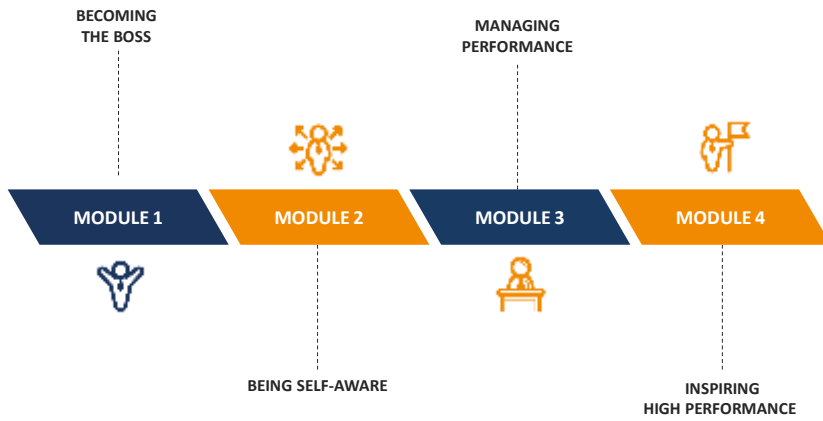 BECOMING
THE BOSS
MANAGING
PERFORMANCE
MODULE 1
MODULE 2
MODULE 3
MODULE 4
BEING SELF-AWARE
INSPIRING
HIGH PERFORMANCE